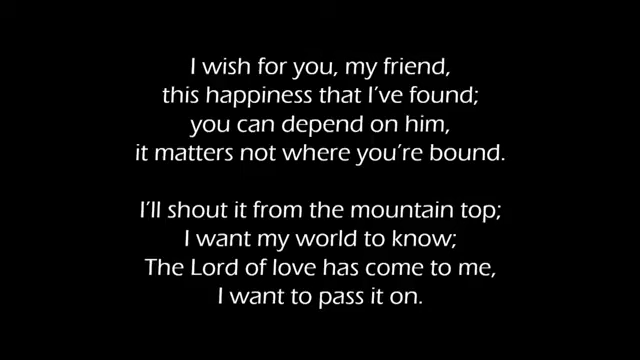 I wish for you, my friend,
this happiness that I've found;
you can depend on him,
it matters not where you're bound.
I'll shout it from the mountain top;
I want my world to know;
The Lord of love has come to me,
I want to pass it on.